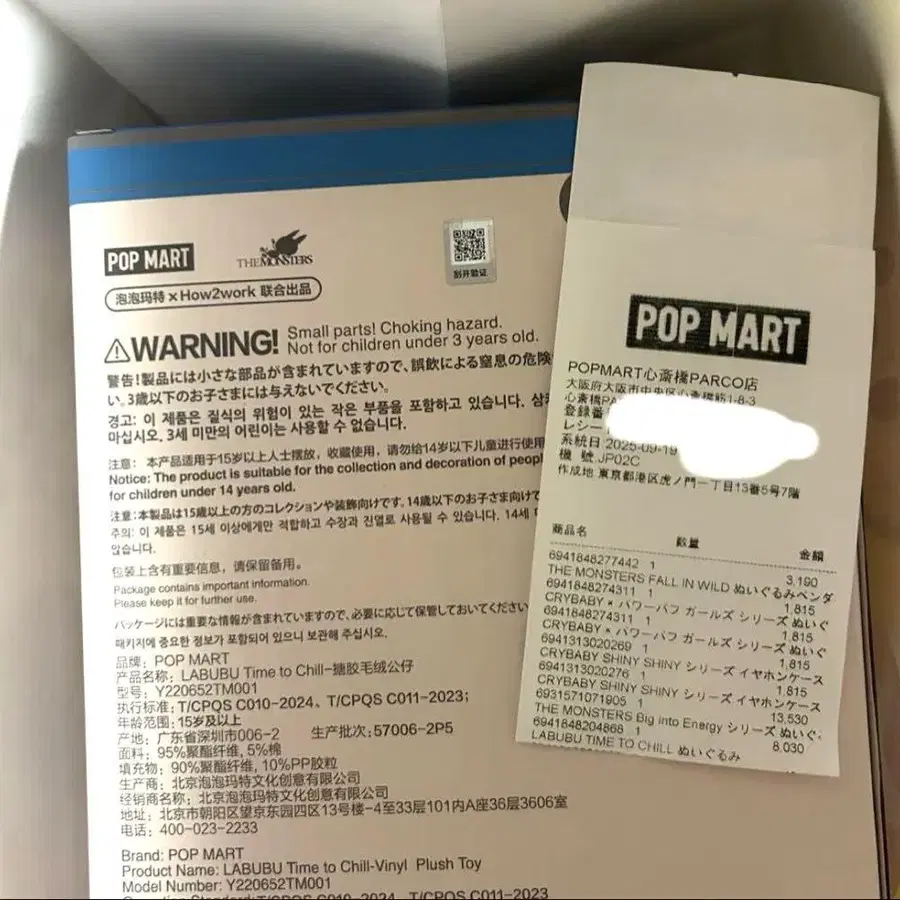 POP MART
THE MONSTERS
泡泡玛特 × How2work 联合出品
刮开验证
WARNING! Small parts! Choking hazard.
Not for children under 3 years old.
警告!製品には小さな部品が含まれていますので、誤飲による窒息の危険
い。3歳以下のお子さまには与えないでください。
경고: 이 제품은 질식의 위험이 있는 작은 부품을 포함하고 있습니다. 삼키
마십시오, 3세 미만의 어린이는 사용할 수 없습니다.
注意: 本产品适用于15岁以上人士摆放，收藏使用，请勿给14岁以下儿童进行使用
Notice: The product is suitable for the collection and decoration of peopl
for children under 14 years old.
注意:本製品は15歳以上の方のコレクションや装飾向けです。14歳以下のお子さま向けて
주의: 이 제품은 15세 이상에게만 적합하고 수장과 진열로 사용될 수 있습니다. 14세
않습니다.
包装上含有重要信息，请保留备用。
Package contains important information.
Please keep it for further use.
パッケージには重要な情報が含まれていますので、必要に応じて保管しておいてください
패키지에 중요한 정보가 포함되어 있으니 보관해 주십시오.
品牌: POP MART
产品名称: LABUBU Time to Chill-搪胶毛绒公仔
型号: Y220652TM001
执行标准: T/CPQS C010-2024、T/CPQS C011-2023;
年龄范围: 15岁及以上
产地: 广东省深圳市006-2 生产批次: 57006-2P5
面料: 95%聚酯纤维, 5%棉
填充物: 90%聚酯纤维, 10%PP胶粒
生产商: 北京泡泡玛特文化创意有限公司
经销商名称: 北京泡泡玛特文化创意有限公司
地址: 北京市朝阳区望京东园四区13号楼-4至33层101内A座36层3606室
电话: 400-023-2233
Brand: POP MART
Product Name: LABUBU Time to Chill-Vinyl Plush Toy
Model Number: Y220652TM001
T/CPQS C010-2024、T/CPQS C011-2023
POP MART
POPMART心斎橋PARCO店
大阪府大阪市中央区心斎橋筋1-8-3
心斎橋PA
登録番
レシー
系統日:2025-09-19
機 號.JP02C
作成地:東京都港区虎ノ門一丁目13番5号7階
商品名 数量 金額
6941848277442 1 3,190
THE MONSTERS FALL IN WILD ぬいぐるみペンダ
6941848274311 1 1,815
CRYBABY × パワーパフ ガールズ シリーズ ぬいぐ
6941848274311 1 1,815
CRYBABY × パワーパフ ガールズ シリーズ ぬいぐ
6941313020269 1 1,815
CRYBABY SHINY SHINY シリーズ イヤホンケース
6941313020276 1 1,815
CRYBABY SHINY SHINY シリーズ イヤホンケース
6931571071905 1 13,530
THE MONSTERS Big into Energy シリーズ ぬいぐ
6941848204868 1 8,030
LABUBU TIME TO CHILL ぬいぐるみ